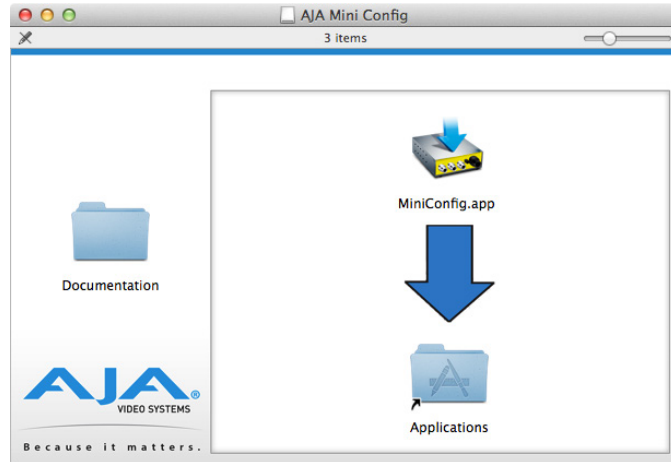 AJA Mini Config
3 items
MiniConfig.app
Documentation
Applications
AJA®
VIDEO SYSTEMS
Because it matters.